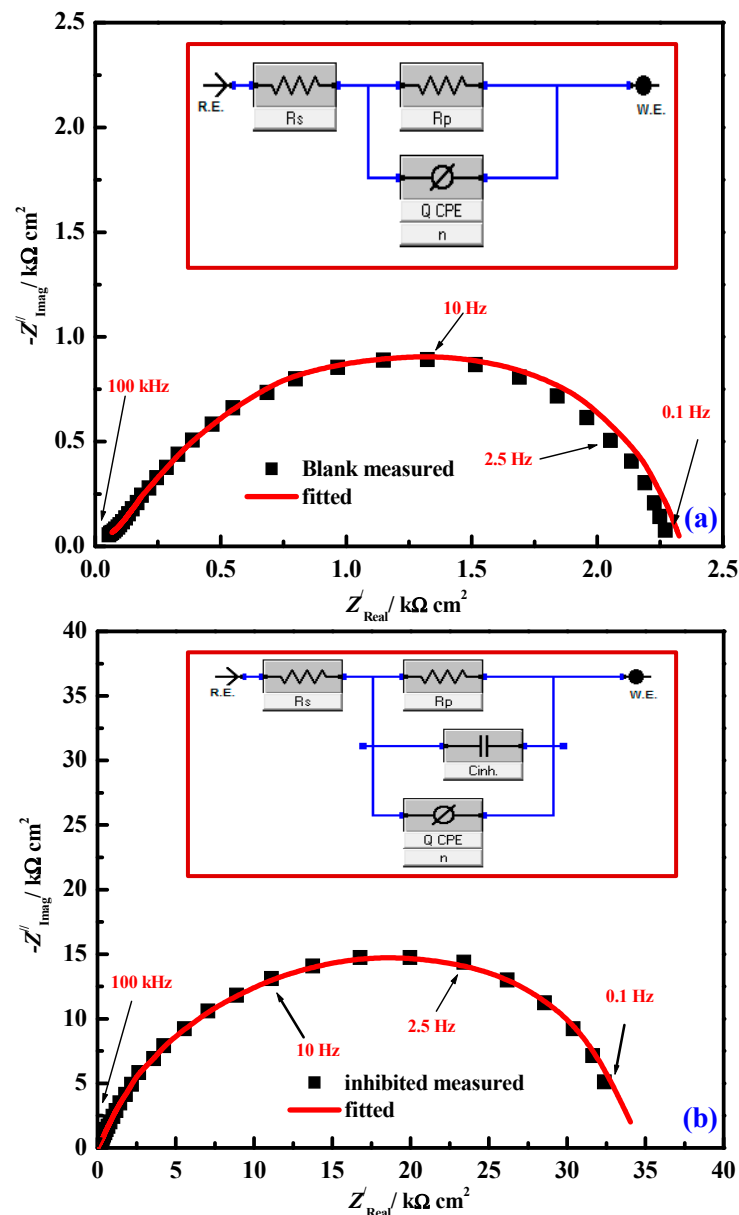 2.5
2.0
1.5
1.0
0.5
0.0
-Z//Imag/ kΩ cm2
R.E.
Rs
Rp
W.E.
Q CPE
n
10 Hz
100 kHz
0.1 Hz
2.5 Hz
Blank measured
fitted
(a)
0.0 0.5 1.0 1.5 2.0 2.5
Z/Real/ kΩ cm2
40
35
30
25
20
15
10
5
0
-Z//Imag/ kΩ cm2
R.E.
Rs
Rp
W.E.
Cinh.
Q CPE
n
100 kHz
10 Hz
2.5 Hz
0.1 Hz
inhibited measured
fitted
(b)
0 5 10 15 20 25 30 35 40
Z/Real/ kΩ cm2